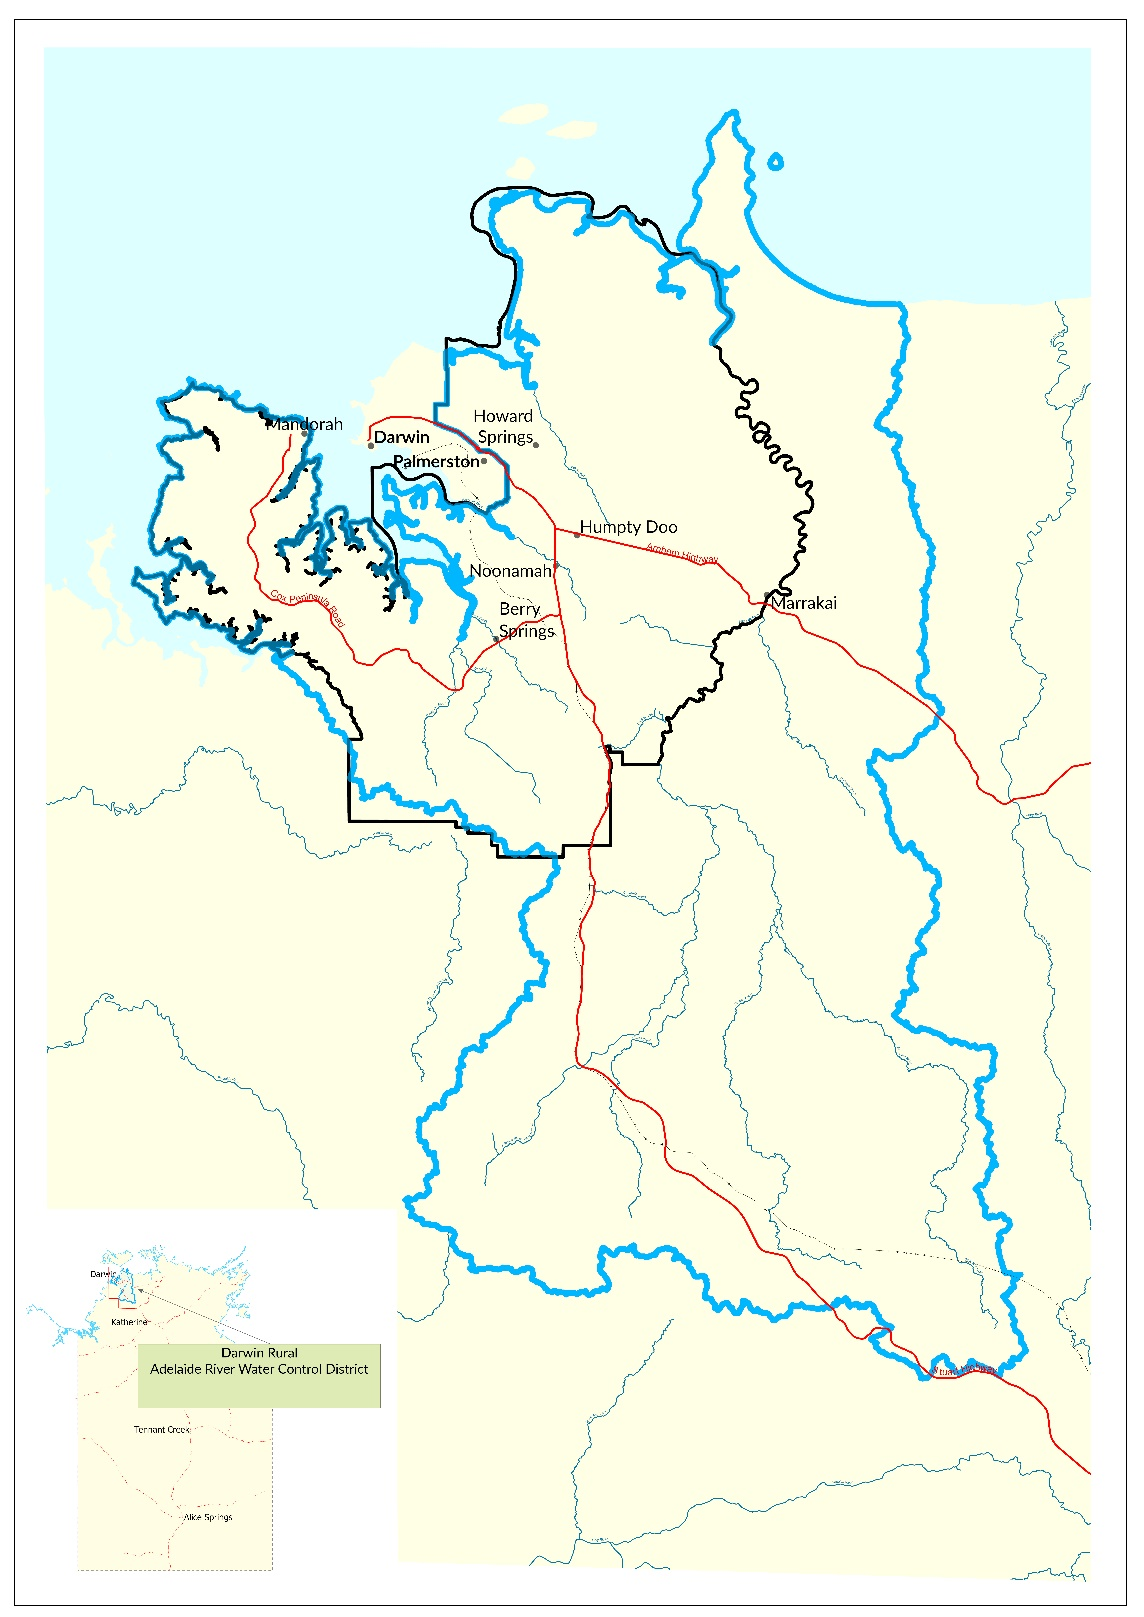 Mandorah
Howard
Springs
Darwin
Palmerston
Humpty Doo
Arnhem Highway
Noonamah
Cox Peninsula Road
Berry
Springs
Marrakai
Stuart Highway
Darwin
Katherine
Darwin Rural
Adelaide River Water Control District
Tennant Creek
Alice Springs